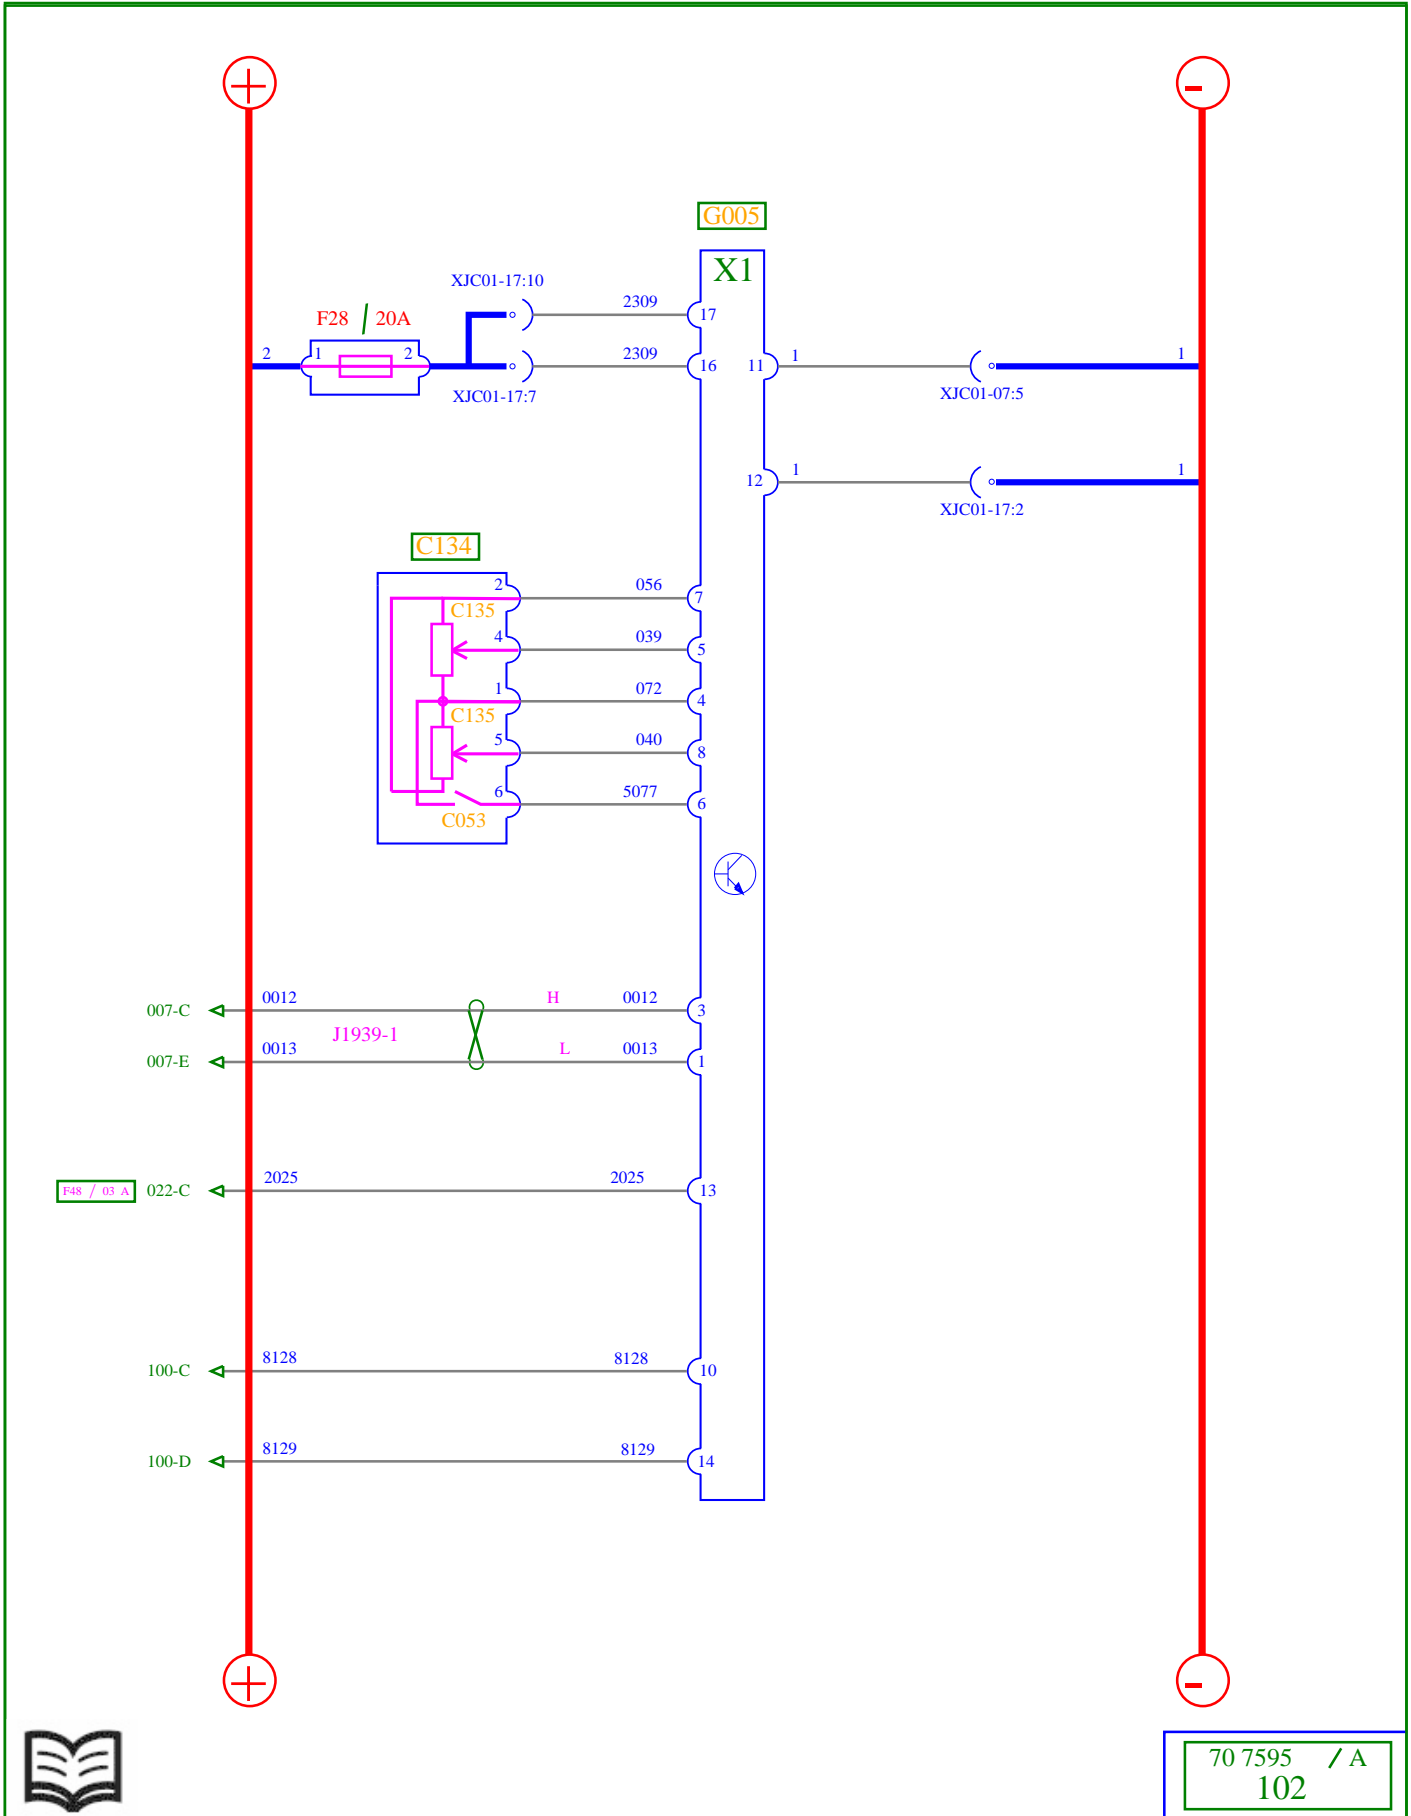 G005
X1
XJC01-17:10
2309
17
F28 / 20A
2 1 2
2309
16 11 1
1
XJC01-17:7
XJC01-07:5
12 1
1
XJC01-17:2
C134
2 056
7
C135
4 039
5
1 072
4
C135
5 040
8
6 5077
6
C053
007-C 0012 H 0012
3
J1939-1
007-E 0013 L 0013
1
F48 / 03 A 022-C 2025 2025
13
100-C 8128 8128
10
100-D 8129 8129
14
70 7595 / A
102